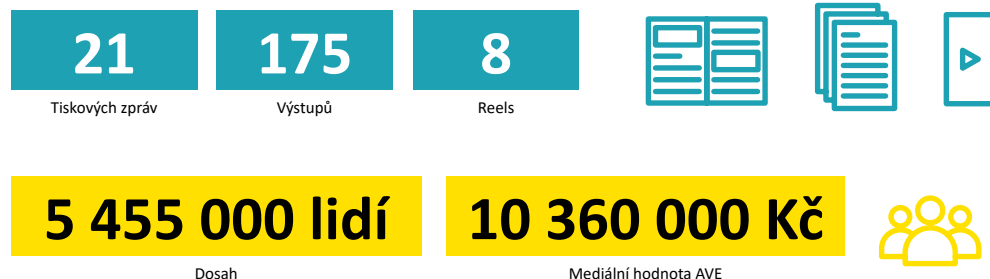 21
Tiskových zpráv
175
Výstupů
8
Reels
5 455 000 lidí
Dosah
10 360 000 Kč
Mediální hodnota AVE